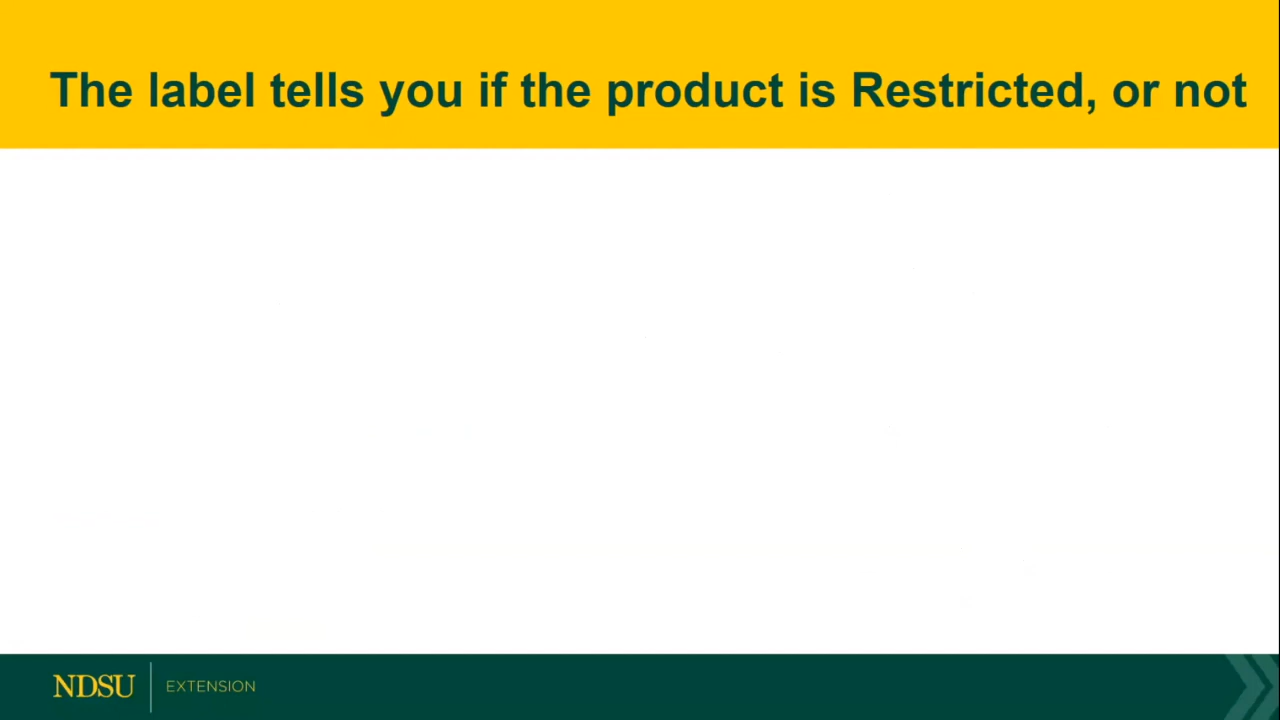 The label tells you if the product is Restricted, or not
NDSU EXTENSION